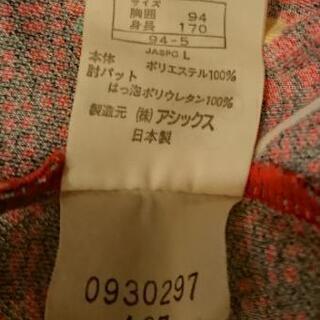 サイズ
胸囲 94
身長 170
94-5
JASPO L
本体 ポリエステル100%
肘パット
はっ泡ポリウレタン100%
製造元 (株) アシックス
日本製
0930297